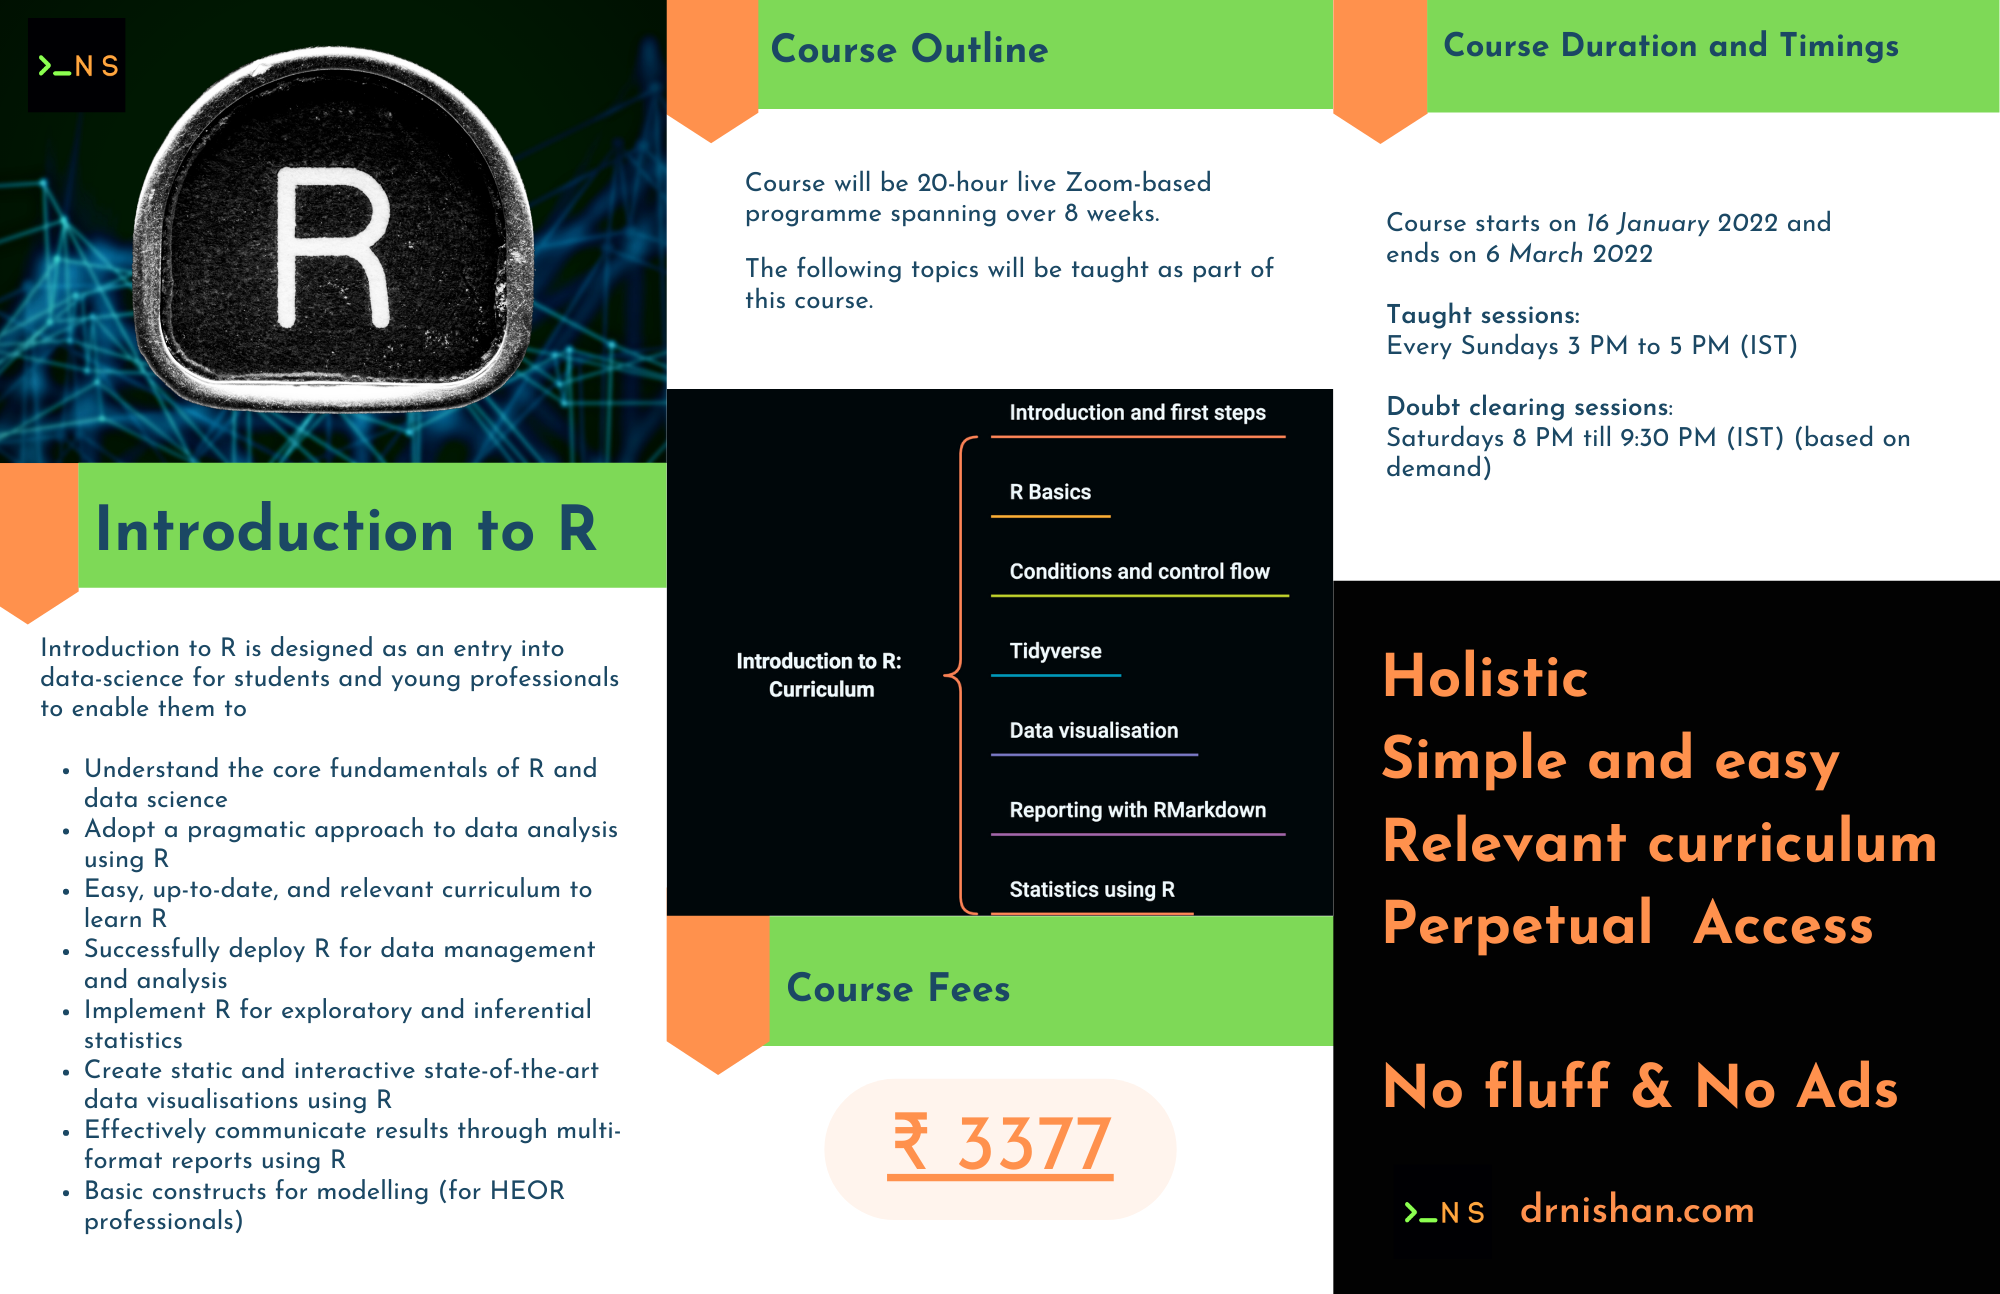 >_NS
R
Introduction to R
Introduction to R is designed as an entry into
data-science for students and young professionals
to enable them to
• Understand the core fundamentals of R and
data science
• Adopt a pragmatic approach to data analysis
using R
• Easy, up-to-date, and relevant curriculum to
learn R
• Successfully deploy R for data management
and analysis
• Implement R for exploratory and inferential
statistics
• Create static and interactive state-of-the-art
data visualisations using R
• Effectively communicate results through multi-
format reports using R
• Basic constructs for modelling (for HEOR
professionals)
Course Outline
Course will be 20-hour live Zoom-based
programme spanning over 8 weeks.
The following topics will be taught as part of
this course.
Introduction to R:
Curriculum
Introduction and first steps
R Basics
Conditions and control flow
Tidyverse
Data visualisation
Reporting with RMarkdown
Statistics using R
Course Fees
₹ 3377
Course Duration and Timings
Course starts on 16 January 2022 and
ends on 6 March 2022
Taught sessions:
Every Sundays 3 PM to 5 PM (IST)
Doubt clearing sessions:
Saturdays 8 PM till 9:30 PM (IST) (based on
demand)
Holistic
Simple and easy
Relevant curriculum
Perpetual Access
No fluff & No Ads
>_NS
drnishan.com